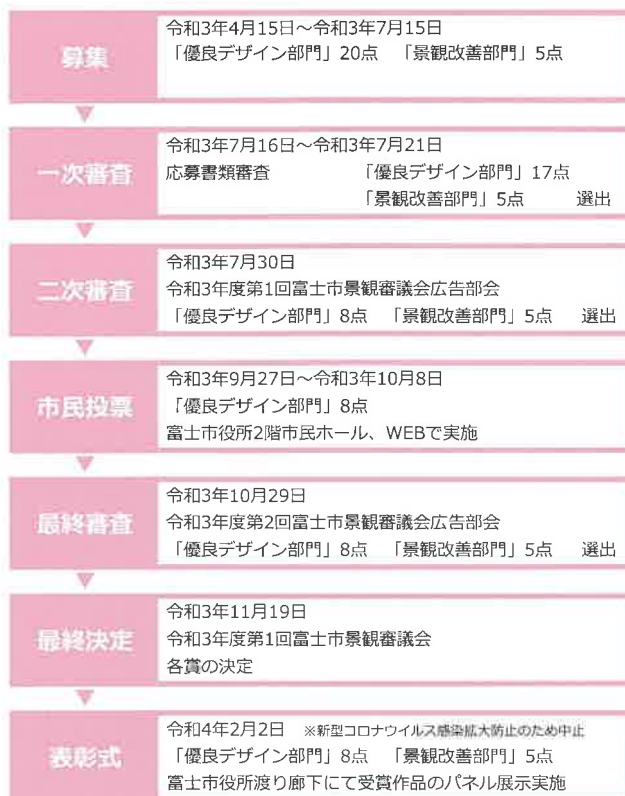 募集
令和3年4月15日～令和3年7月15日
「優良デザイン部門」20点 「景観改善部門」5点
一次審査
令和3年7月16日～令和3年7月21日
応募書類審査 「優良デザイン部門」17点
「景観改善部門」5点 選出
二次審査
令和3年7月30日
令和3年度第1回富士市景観審議会広告部会
「優良デザイン部門」8点 「景観改善部門」5点 選出
市民投票
令和3年9月27日～令和3年10月8日
「優良デザイン部門」8点
富士市役所2階市民ホール、WEBで実施
最終審査
令和3年10月29日
令和3年度第2回富士市景観審議会広告部会
「優良デザイン部門」8点 「景観改善部門」5点 選出
最終決定
令和3年11月19日
令和3年度第1回富士市景観審議会
各賞の決定
表彰式
令和4年2月2日 ※新型コロナウイルス感染拡大防止のため中止
「優良デザイン部門」8点 「景観改善部門」5点
富士市役所渡り廊下にて受賞作品のパネル展示実施